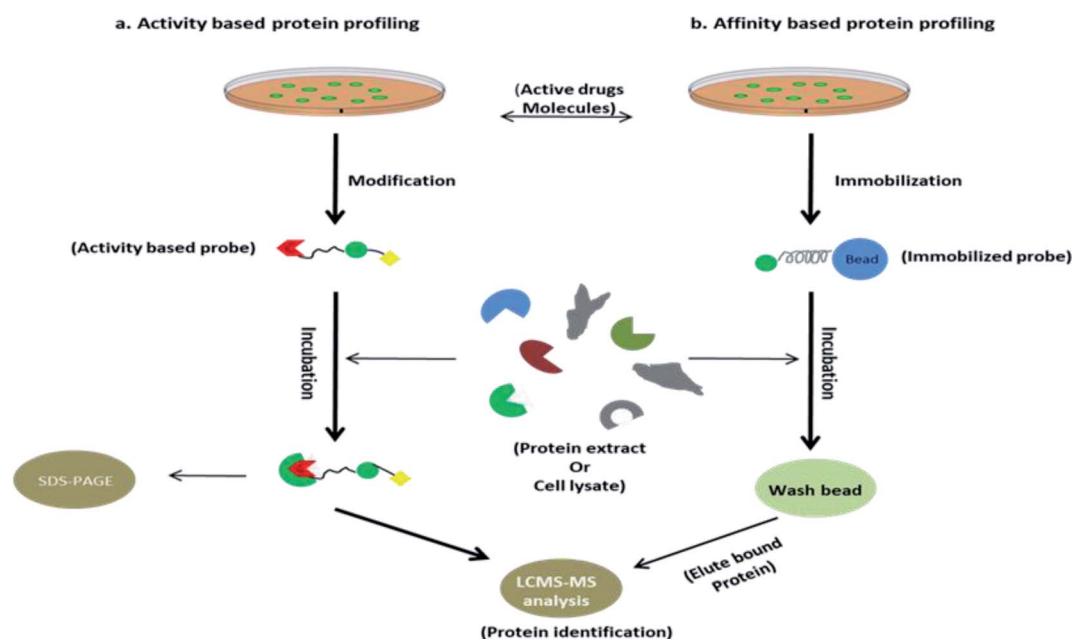 a. Activity based protein profiling
b. Affinity based protein profiling
(Active drugs
Molecules)
Modification
Immobilization
(Activity based probe)
Bead
(Immobilized probe)
Incubation
Incubation
(Protein extract
Or
Cell lysate)
SDS-PAGE
Wash bead
(Elute bound
Protein)
LCMS-MS
analysis
(Protein identification)